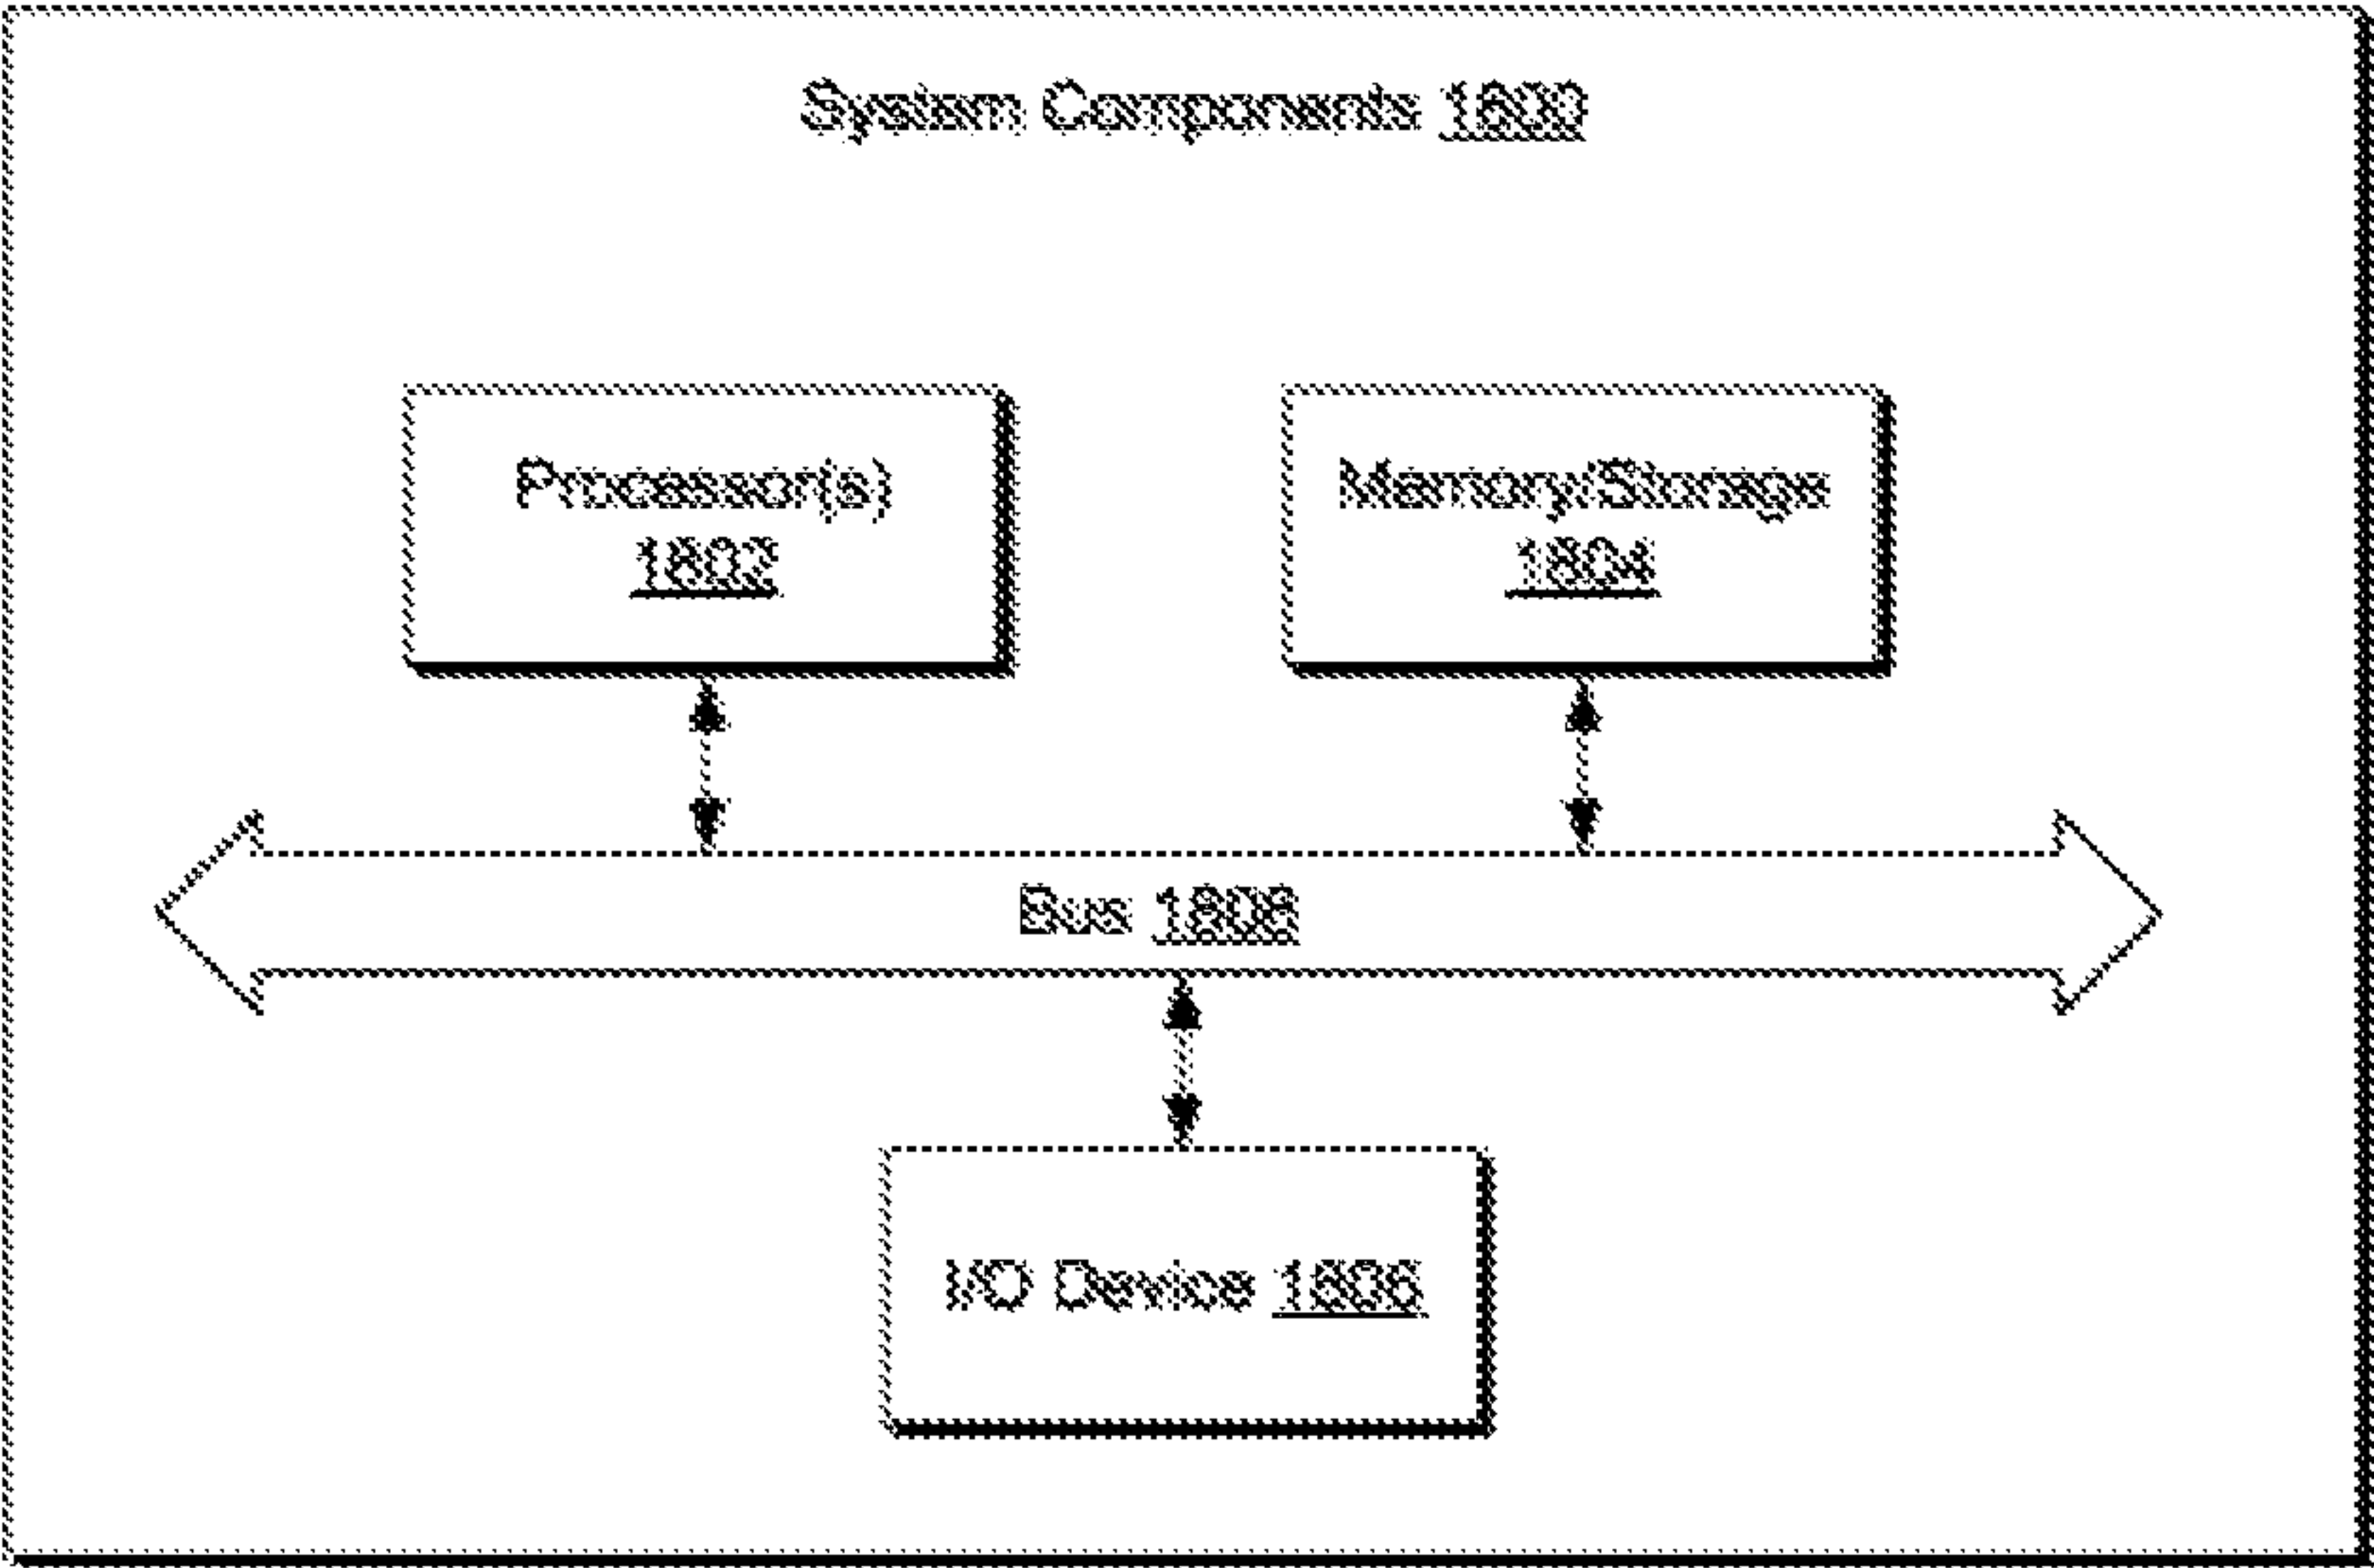 System Components 1800
Processor(s)
1802
Memory/Storage
1804
Bus 1808
I/O Device 1806